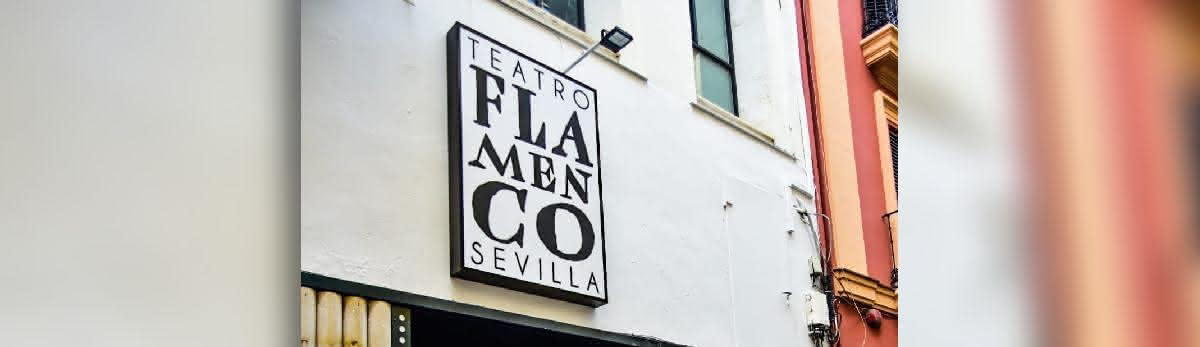 TEATRO
FLA
MEN
CO
SEVILLA